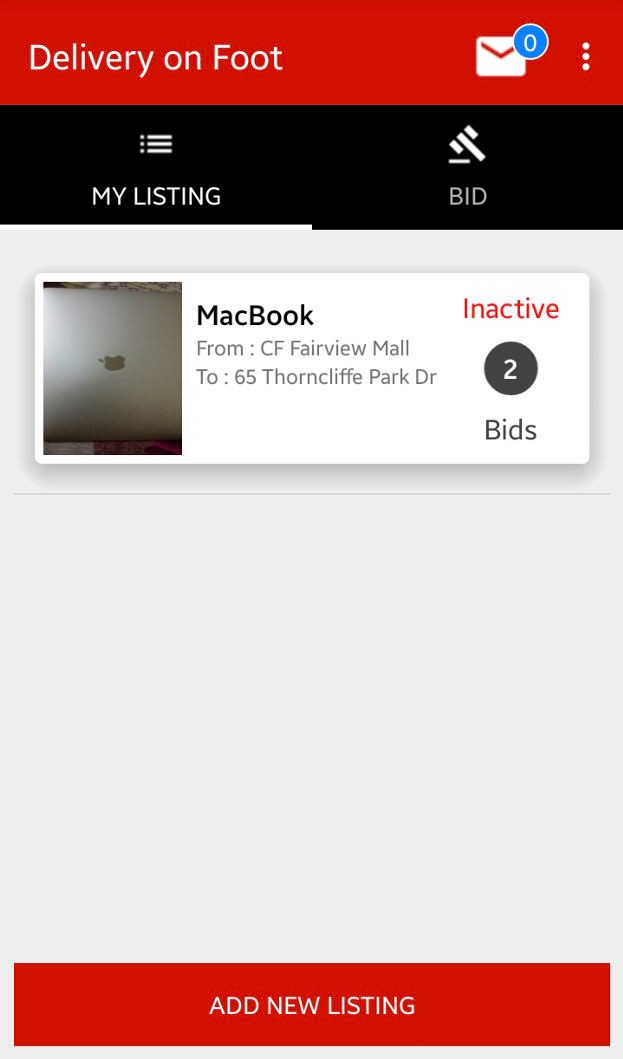 Delivery on Foot
0
MY LISTING
BID
MacBook
From : CF Fairview Mall
To : 65 Thorncliffe Park Dr
Inactive
2
Bids
ADD NEW LISTING